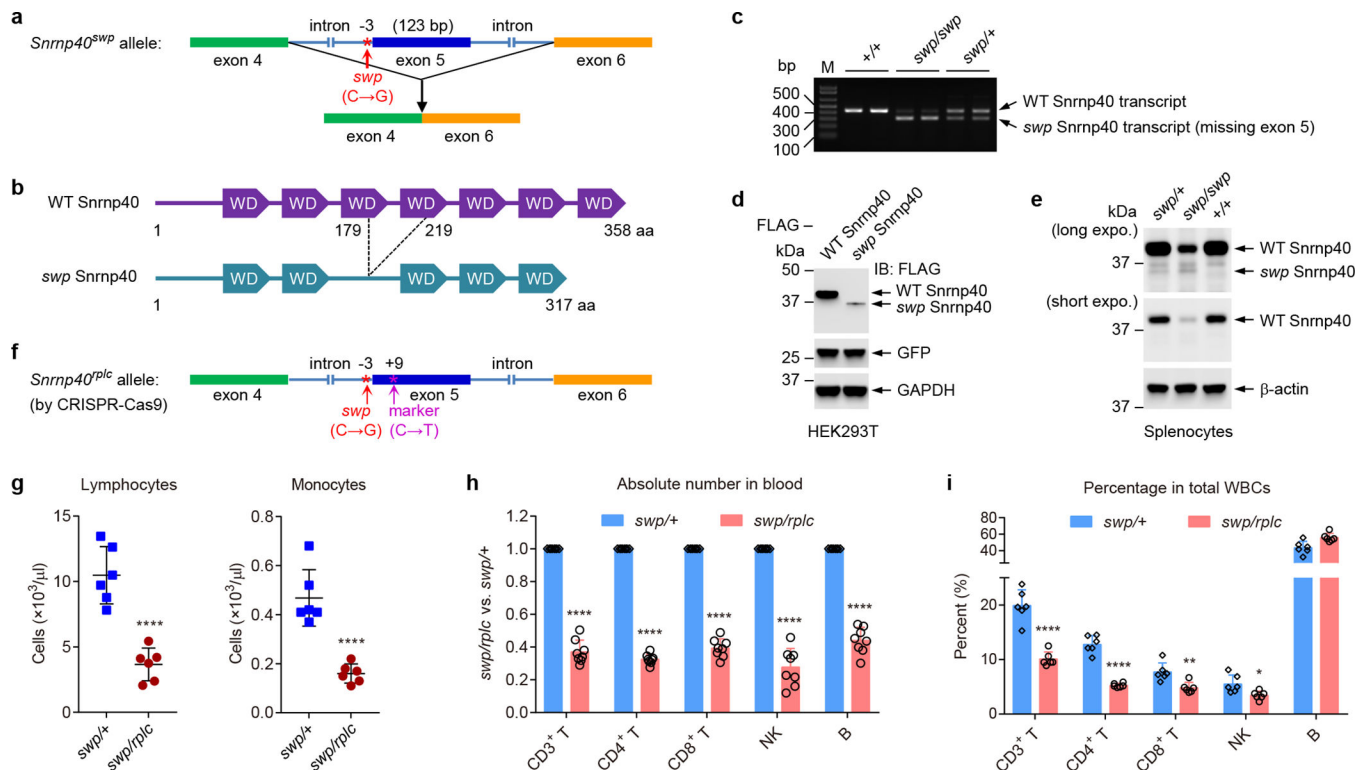 a
Snrnp40swp allele:
intron -3 (123 bp) intron
*
exon 4 exon 5 exon 6
swp
(C→G)
exon 4 exon 6
b
WT Snrnp40 WD WD WD WD WD WD WD
1 179 219 358 aa
swp Snrnp40 WD WD WD WD WD
1 317 aa
c
+/+ swp/swp swp/+
bp M
500
400
300
100
WT Snrnp40 transcript
swp Snrnp40 transcript (missing exon 5)
d
FLAG –
WT Snrnp40
swp Snrnp40
kDa
50
IB: FLAG
WT Snrnp40
37
swp Snrnp40
GFP
25
37
GAPDH
HEK293T
e
swp/+ swp/swp +/+
kDa
(long expo.)
WT Snrnp40
37
swp Snrnp40
(short expo.)
WT Snrnp40
37
β-actin
37
Splenocytes
f
Snrnp40rplc allele:
(by CRISPR-Cas9)
intron -3 +9 intron
* *
exon 4 exon 5 exon 6
swp marker
(C→G) (C→T)
g
Lymphocytes
Cells (×10³/µl)
15
10
5
0
****
swp/+
swp/rplc
Monocytes
Cells (×10³/µl)
0.8
0.6
0.4
0.2
0.0
****
swp/+
swp/rplc
h
Absolute number in blood
swp/+ swp/rplc
swp/rplc vs. swp/+
1.2
1.0
0.8
0.6
0.4
0.2
0.0
**** **** **** **** ****
CD3⁺ T
CD4⁺ T
CD8⁺ T
NK
B
i
Percentage in total WBCs
swp/+ swp/rplc
Percent (%)
80
60
40
20
10
0
**** **** ** *
CD3⁺ T
CD4⁺ T
CD8⁺ T
NK
B